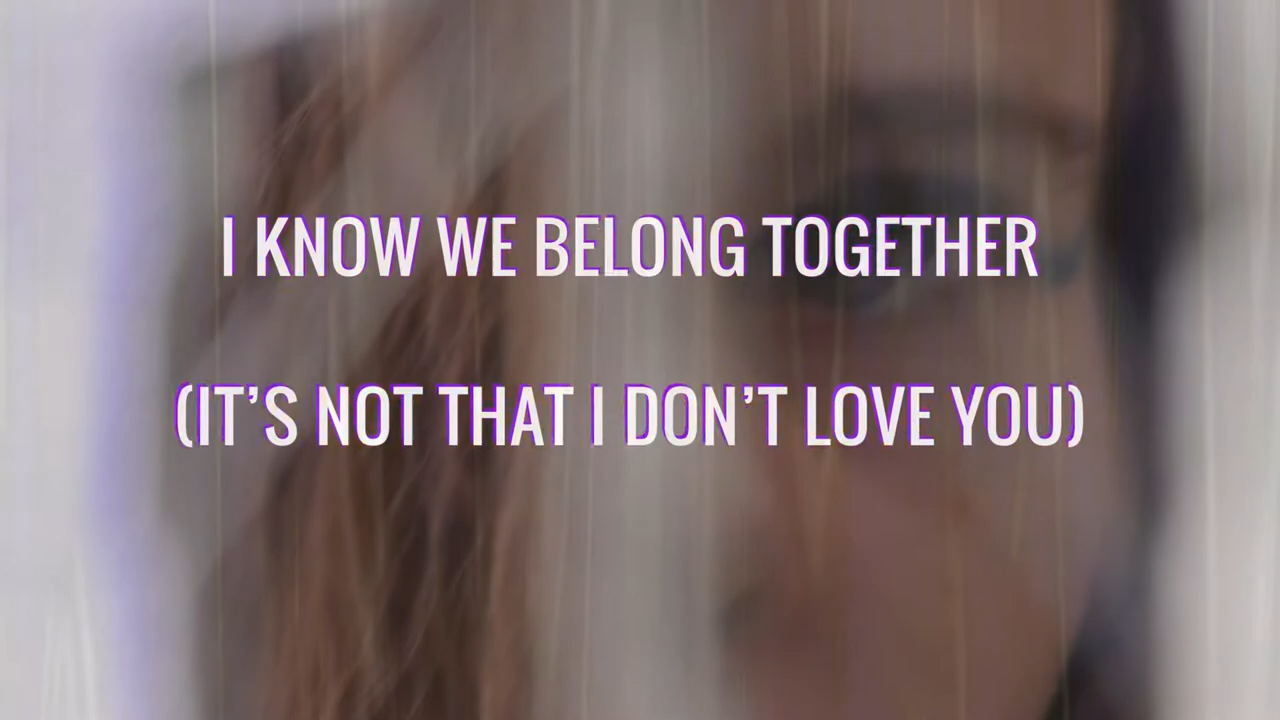 I KNOW WE BELONG TOGETHER
(IT’S NOT THAT I DON’T LOVE YOU)